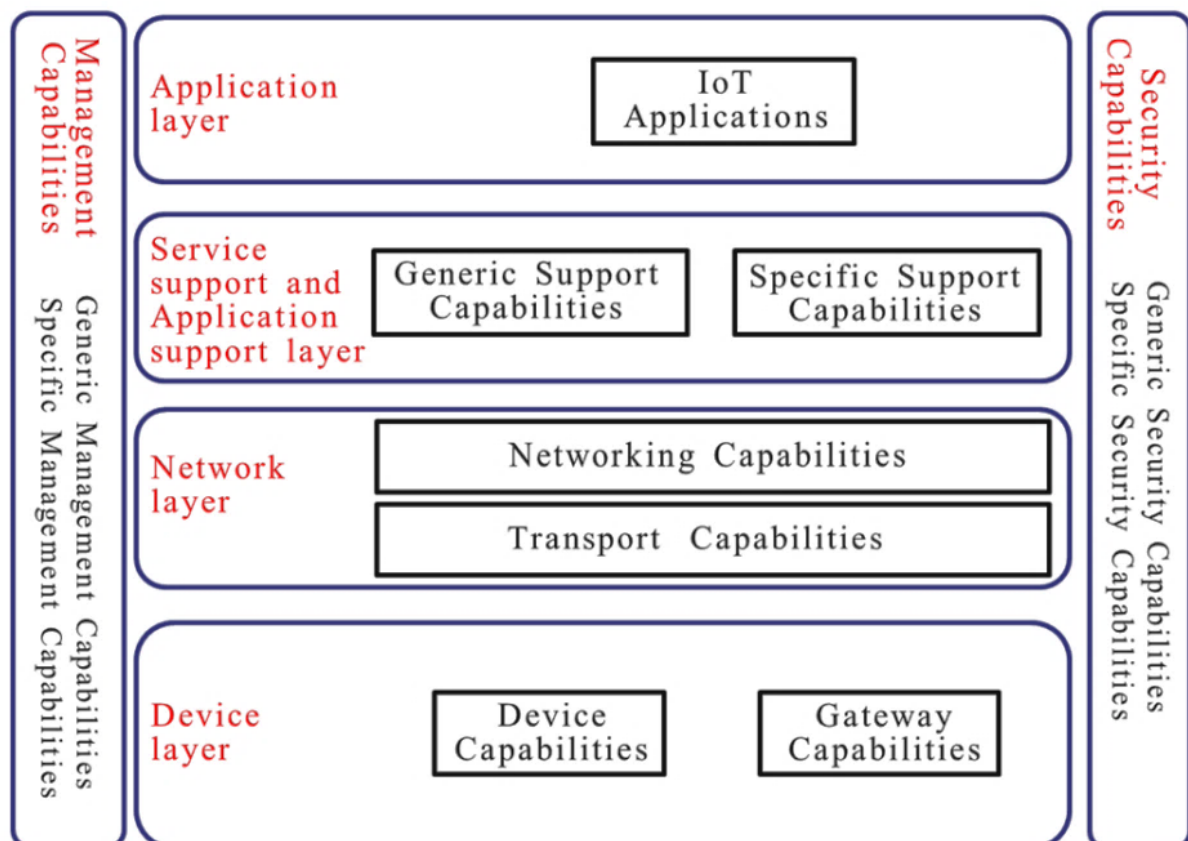 Management
Capabilities
Generic Management Capabilities
Specific Management Capabilities
Application
layer
IoT
Applications
Service
support and
Application
support layer
Generic Support
Capabilities
Specific Support
Capabilities
Network
layer
Networking Capabilities
Transport Capabilities
Device
layer
Device
Capabilities
Gateway
Capabilities
Security
Capabilities
Generic Security Capabilities
Specific Security Capabilities